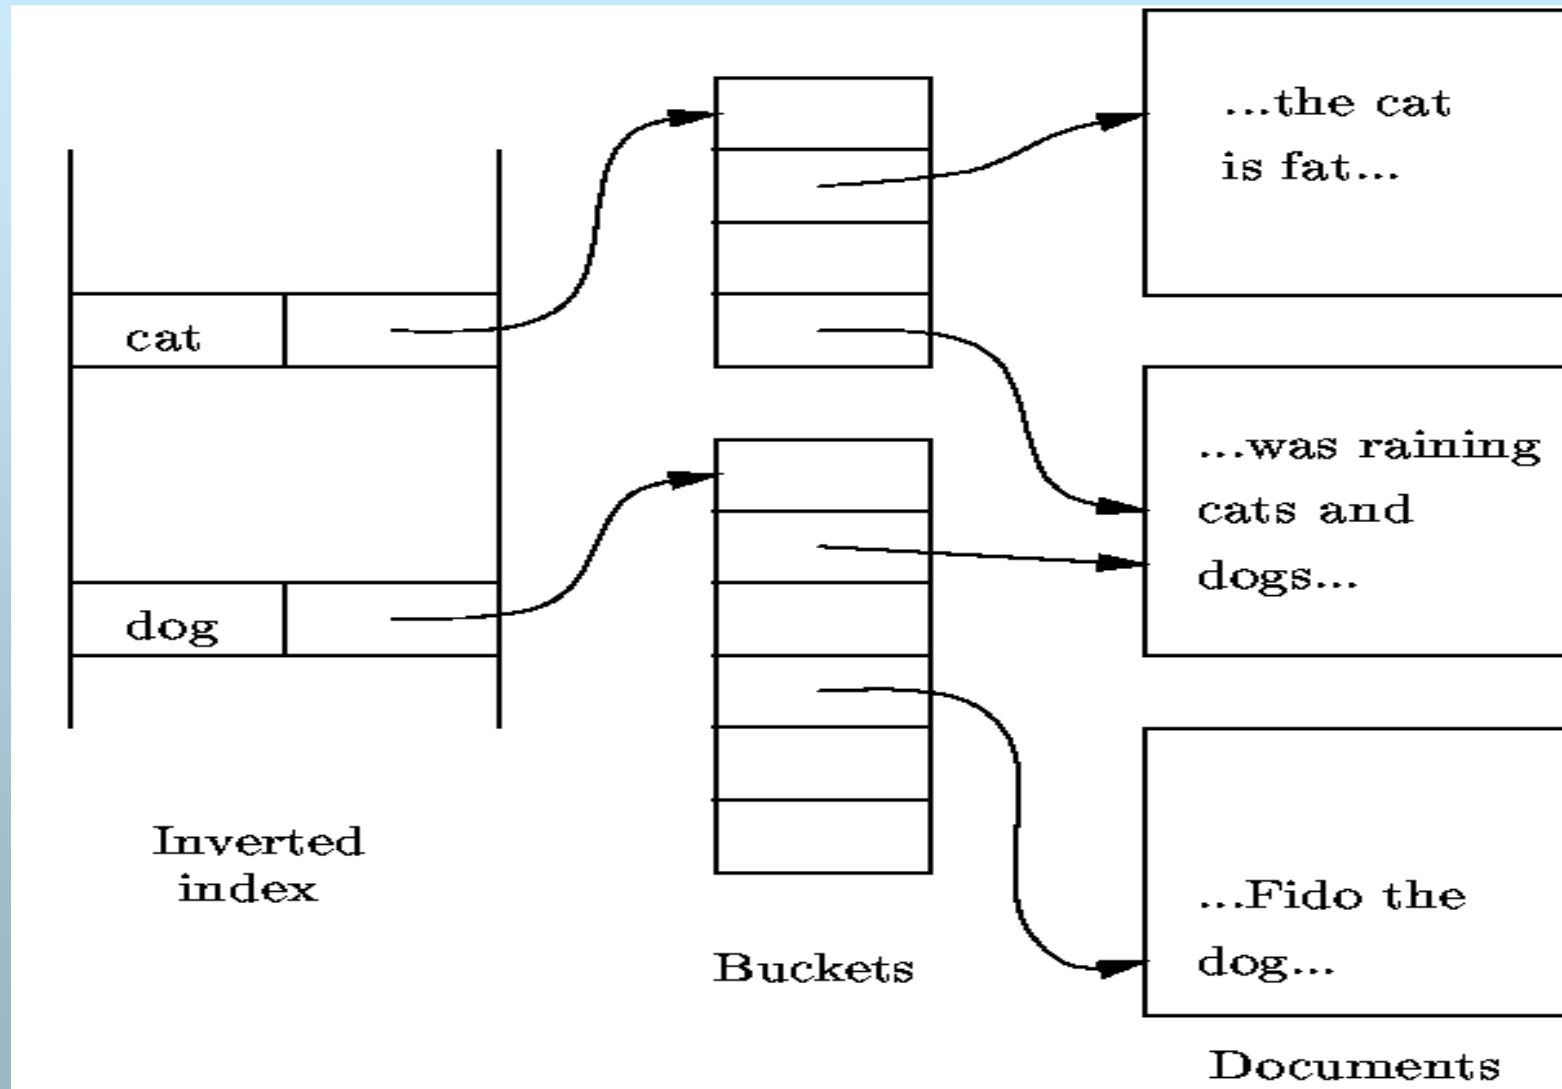 cat
dog
Inverted
index
Buckets
...the cat
is fat...
...was raining
cats and
dogs...
...Fido the
dog...
Documents